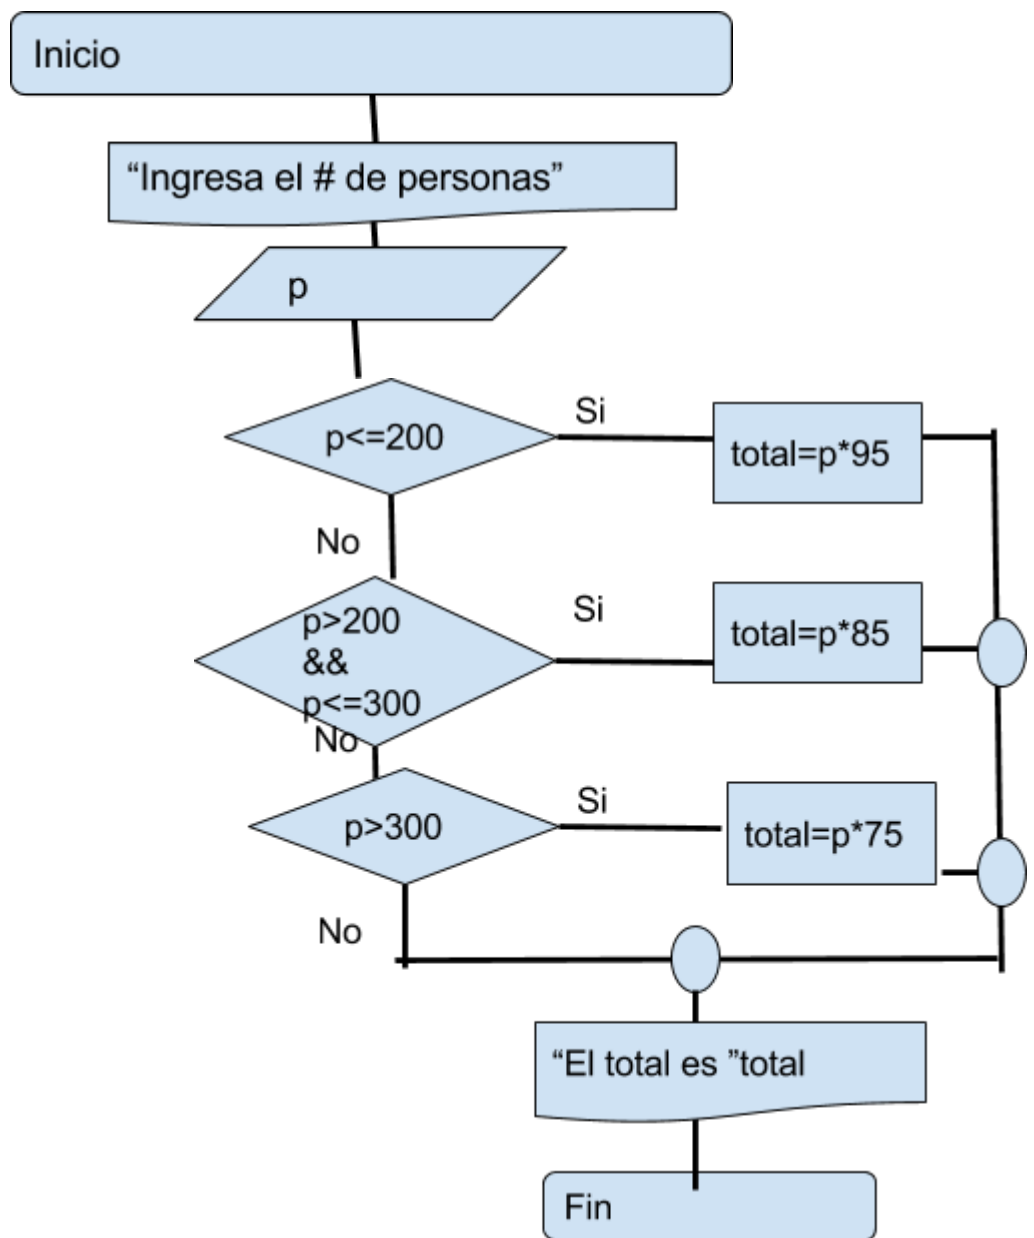 Inicio
“Ingresa el # de personas”
p
p<=200
Si
total=p*95
No
p>200
&&
p<=300
Si
total=p*85
No
p>300
Si
total=p*75
No
“El total es ”total
Fin